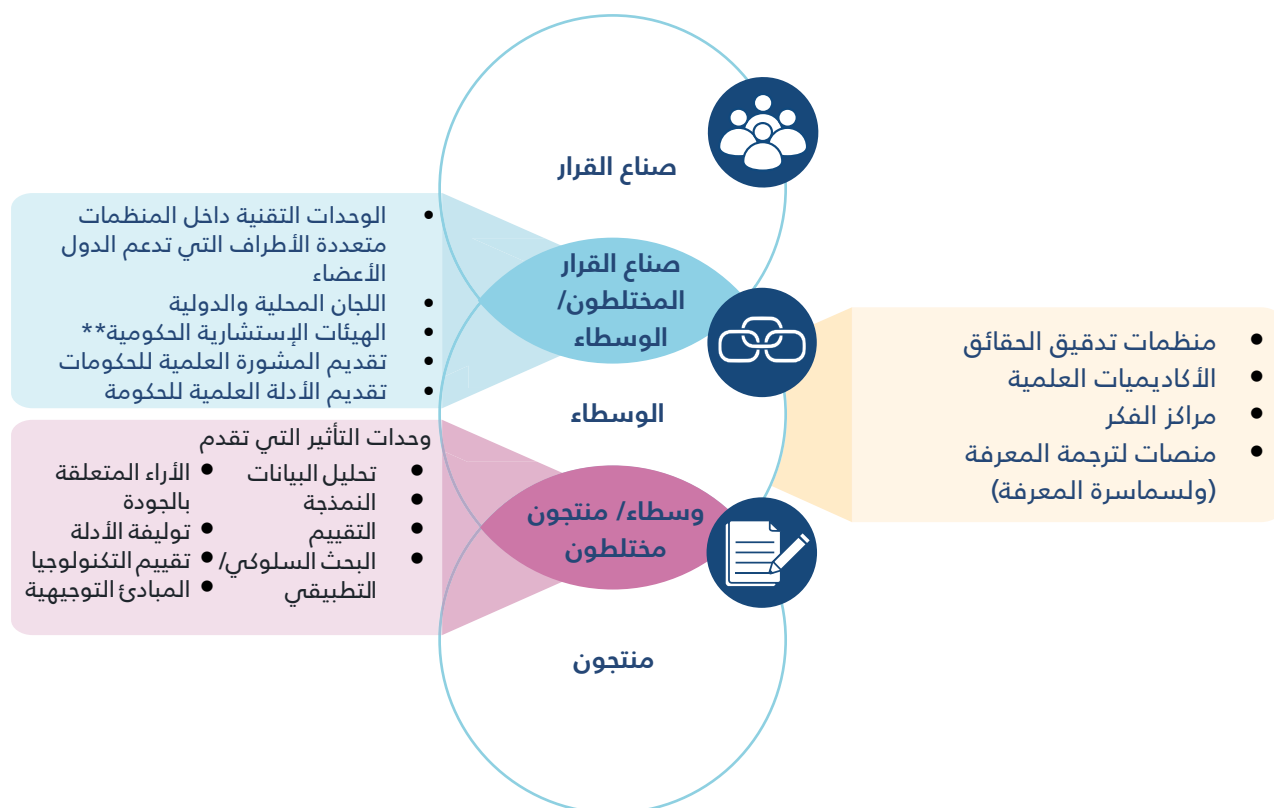 صناع القرار
صناع القرار
المختلطون/
الوسطاء
الوسطاء
وسطاء/ منتجون
مختلطون
منتجون
• الوحدات التقنية داخل المنظمات
متعددة الأطراف التي تدعم الدول
الأعضاء
• اللجان المحلية والدولية
• الهيئات الإستشارية الحكومية**
• تقديم المشورة العلمية للحكومات
• تقديم الأدلة العلمية للحكومة
• منظمات تدقيق الحقائق
• الأكاديميات العلمية
• مراكز الفكر
• منصات لترجمة المعرفة
(ولسماسرة المعرفة)
وحدات التأثير التي تقدم
• تحليل البيانات
• النمذجة
• التقييم
• البحث السلوكي/
التطبيقي
• الأراء المتعلقة
بالجودة
• توليفة الأدلة
• تقييم التكنولوجيا
• المبادئ التوجيهية